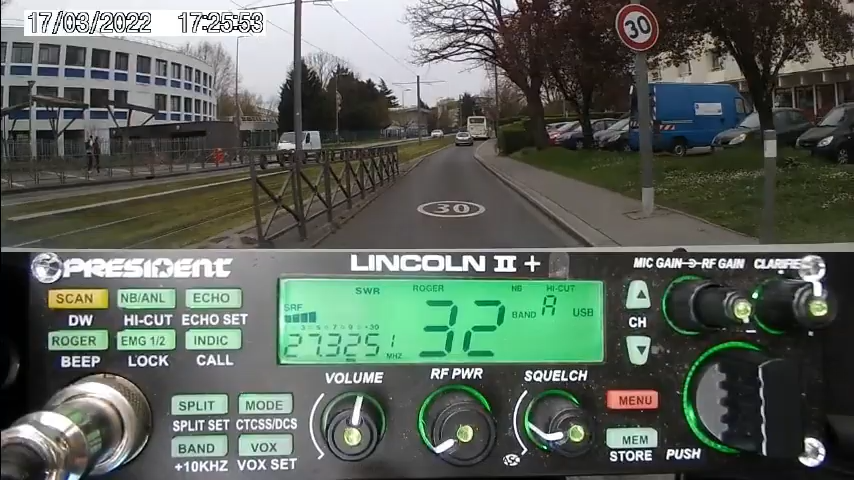 17/03/2022 17:25:53
30
30
PRESIDENT
LINCOLN II +
MIC GAIN RF GAIN CLARIFIER
SCAN NB/ANL ECHO
DW HI-CUT ECHO SET
ROGER EMG 1/2 INDIC
BEEP LOCK CALL
SWR ROGER NB HI-CUT
SRF
32 BAND A USB
27.3251 MHZ
CH
VOLUME RF PWR SQUELCH
SPLIT MODE
SPLIT SET CTCSS/DCS
BAND VOX
+10KHZ VOX SET
ASC
MENU
MEM
STORE PUSH